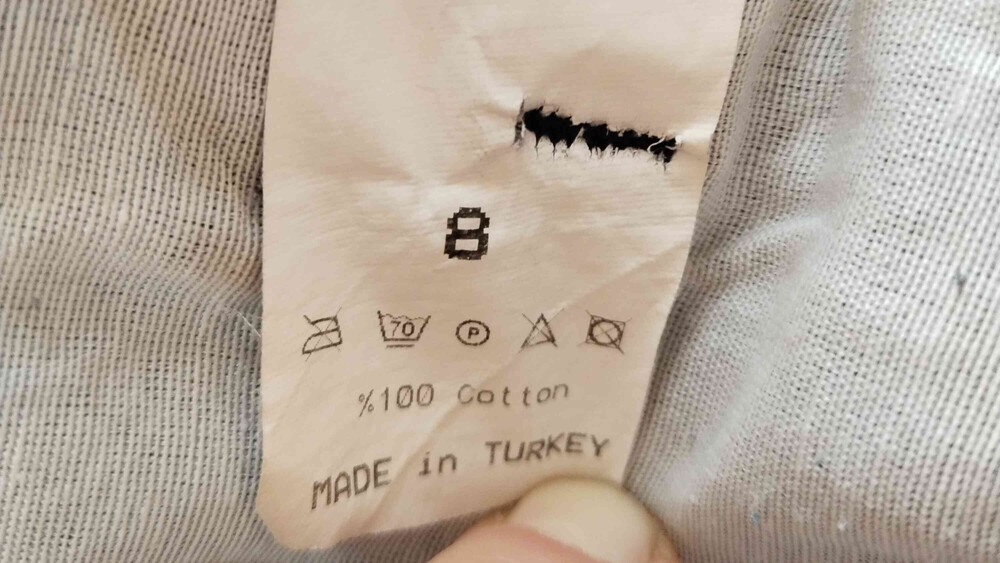 8
70 P
%100 Cotton
MADE in TURKEY